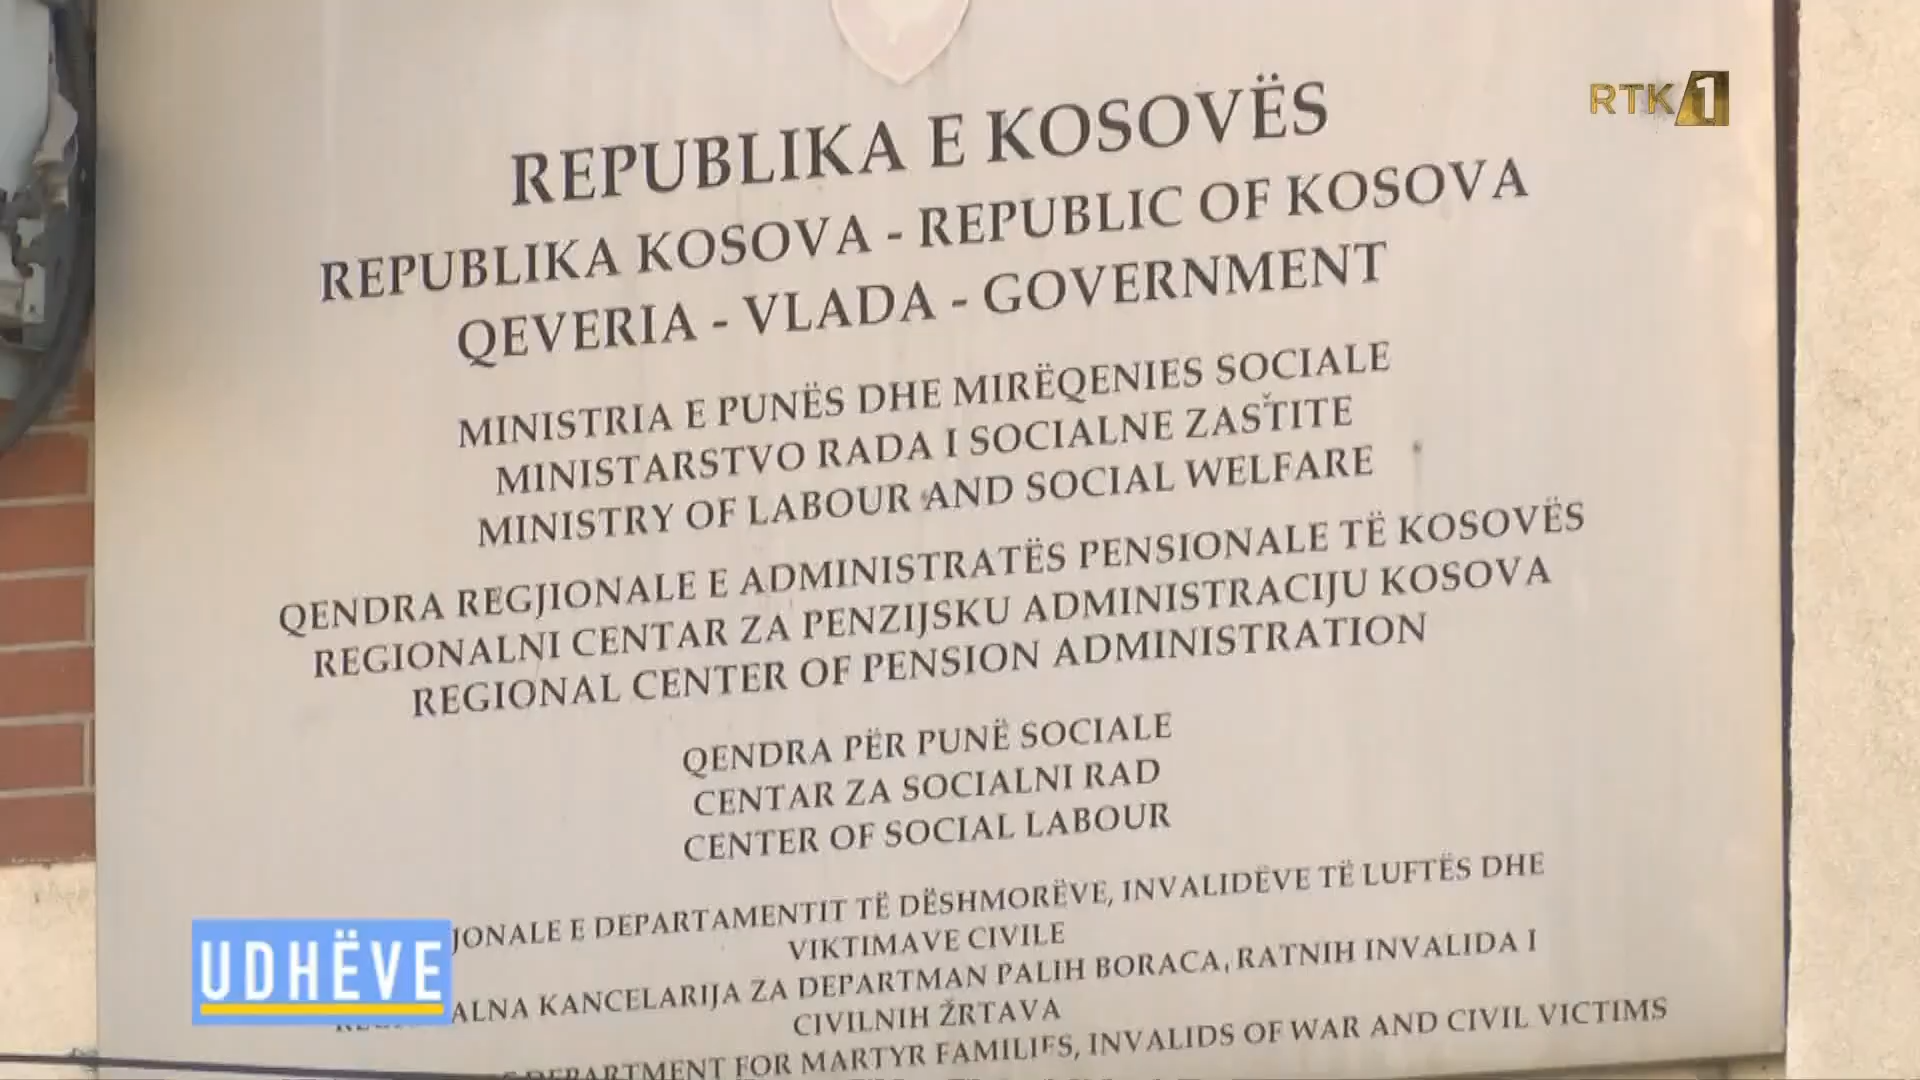 RTK 1
REPUBLIKA E KOSOVËS
REPUBLIKA KOSOVA - REPUBLIC OF KOSOVA
QEVERIA - VLADA - GOVERNMENT
MINISTRIA E PUNËS DHE MIRËQENIES SOCIALE
MINISTARSTVO RADA I SOCIALNE ZAŠTITE
MINISTRY OF LABOUR AND SOCIAL WELFARE
QENDRA REGJIONALE E ADMINISTRATËS PENSIONALE TË KOSOVËS
REGIONALNI CENTAR ZA PENZIJSKU ADMINISTRACIJU KOSOVA
REGIONAL CENTER OF PENSION ADMINISTRATION
QENDRA PËR PUNË SOCIALE
CENTAR ZA SOCIALNI RAD
CENTER OF SOCIAL LABOUR
JONALE E DEPARTAMENTIT TË DËSHMORËVE, INVALIDËVE TË LUFTËS DHE
VIKTIMAVE CIVILE
ALNA KANCELARIJA ZA DEPARTMAN PALIH BORACA, RATNIH INVALIDA I
CIVILNIH ŽRTAVA
DEPARTMENT FOR MARTYR FAMILIES, INVALIDS OF WAR AND CIVIL VICTIMS
UDHËVE